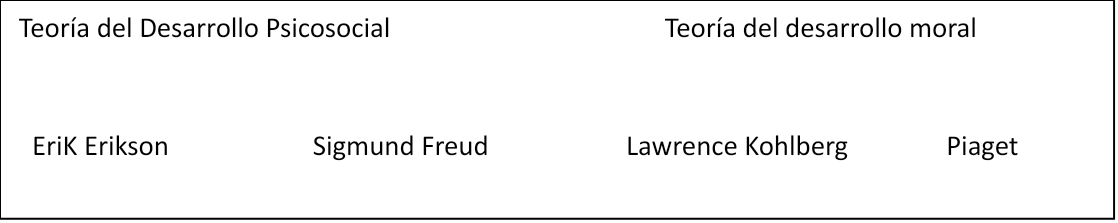 Teoría del Desarrollo Psicosocial Teoría del desarrollo moral
EriK Erikson Sigmund Freud Lawrence Kohlberg Piaget